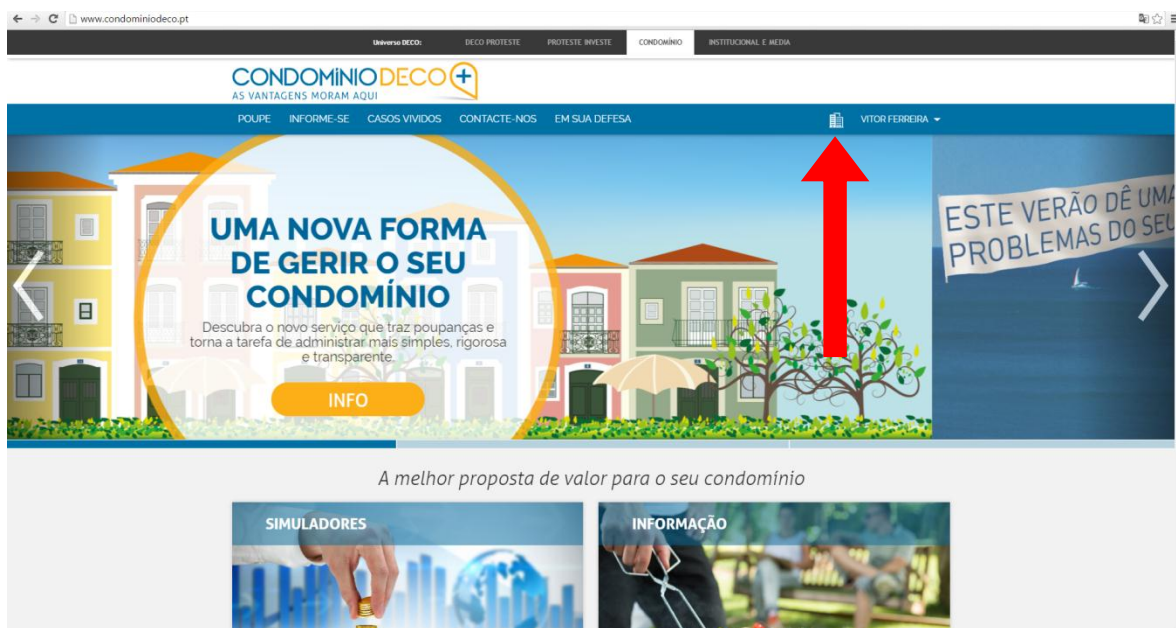 www.condominiodeco.pt
Universo DECO: DECO PROTESTE PROTESTE INVESTE CONDOMÍNIO INSTITUCIONAL E MEDIA
CONDOMÍNIO DECO+
AS VANTAGENS MORAM AQUI
POUPE INFORME-SE CASOS VIVIDOS CONTACTE-NOS EM SUA DEFESA VITOR FERREIRA
UMA NOVA FORMA
DE GERIR O SEU
CONDOMÍNIO
Descubra o novo serviço que traz poupanças e
torna a tarefa de administrar mais simples, rigorosa
e transparente.
INFO
ESTE VERÃO DÊ UMA
PROBLEMAS DO SEU
A melhor proposta de valor para o seu condomínio
SIMULADORES INFORMAÇÃO